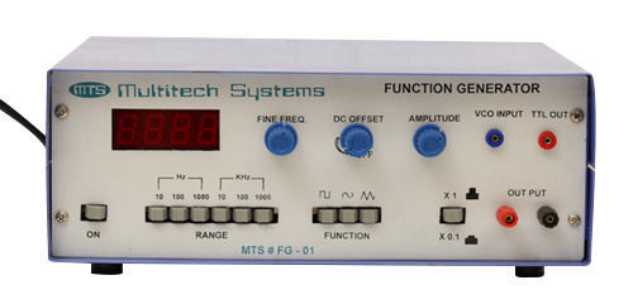 MTS Multitech Systems
FUNCTION GENERATOR
FINE FREQ.
DC OFFSET
OFF
AMPLITUDE
VCO INPUT
TTL OUT
Hz
KHz
10 100 1000 10 100 1000
RANGE
FUNCTION
X 1
X 0.1
OUT PUT
ON
MTS # FG - 01